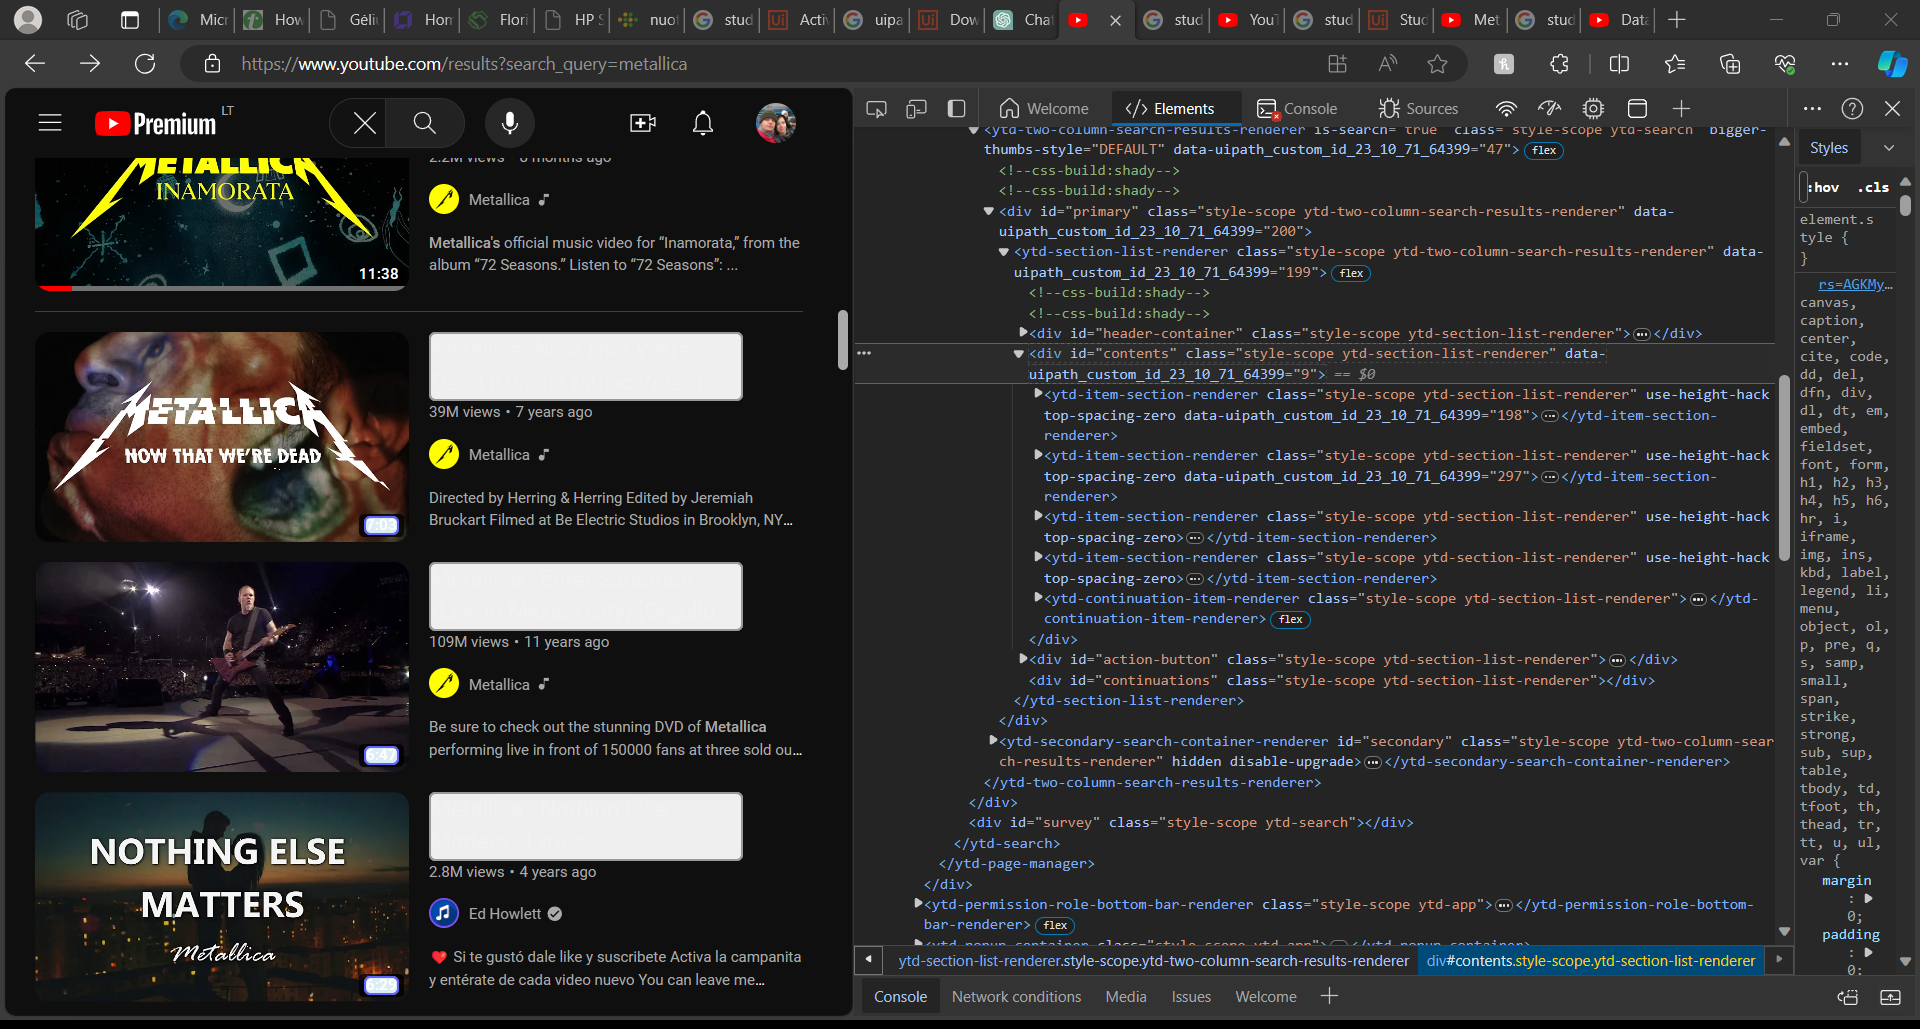 Micr
How
Gēli
Hom
Flori
HP S
nuot
stud
Activ
uipa
Dow
Chat
stud
YouT
stud
Stud
Met
stud
Data
https://www.youtube.com/results?search_query=metallica
Premium LT
METALLICA
INAMORATA
11:38
Metallica
Metallica's official music video for “Inamorata,” from the
album “72 Seasons.” Listen to “72 Seasons”: ...
METALLICA
NOW THAT WE'RE DEAD
7:03
39M views • 7 years ago
Metallica
Directed by Herring & Herring Edited by Jeremiah
Bruckart Filmed at Be Electric Studios in Brooklyn, NY...
6:47
109M views • 11 years ago
Metallica
Be sure to check out the stunning DVD of Metallica
performing live in front of 150000 fans at three sold ou...
NOTHING ELSE
MATTERS
Metallica
6:29
2.8M views • 4 years ago
Ed Howlett
❤️ Si te gustó dale like y suscribete Activa la campanita
y entérate de cada video nuevo You can leave me...
Welcome
Elements
Console
Sources
<ytd-two-column-search-results-renderer is-search="true" class="style-scope ytd-search" bigger-
thumbs-style="DEFAULT" data-uipath_custom_id_23_10_71_64399="47"> flex
<!--css-build:shady-->
<!--css-build:shady-->
<div id="primary" class="style-scope ytd-two-column-search-results-renderer" data-
uipath_custom_id_23_10_71_64399="200">
<ytd-section-list-renderer class="style-scope ytd-two-column-search-results-renderer" data-
uipath_custom_id_23_10_71_64399="199"> flex
<!--css-build:shady-->
<!--css-build:shady-->
<div id="header-container" class="style-scope ytd-section-list-renderer">…</div>
<div id="contents" class="style-scope ytd-section-list-renderer" data-
uipath_custom_id_23_10_71_64399="9"> == $0
<ytd-item-section-renderer class="style-scope ytd-section-list-renderer" use-height-hack
top-spacing-zero data-uipath_custom_id_23_10_71_64399="198">…</ytd-item-section-
renderer>
<ytd-item-section-renderer class="style-scope ytd-section-list-renderer" use-height-hack
top-spacing-zero data-uipath_custom_id_23_10_71_64399="297">…</ytd-item-section-
renderer>
<ytd-item-section-renderer class="style-scope ytd-section-list-renderer" use-height-hack
top-spacing-zero>…</ytd-item-section-renderer>
<ytd-item-section-renderer class="style-scope ytd-section-list-renderer" use-height-hack
top-spacing-zero>…</ytd-item-section-renderer>
<ytd-continuation-item-renderer class="style-scope ytd-section-list-renderer">…</ytd-
continuation-item-renderer> flex
</div>
<div id="action-button" class="style-scope ytd-section-list-renderer">…</div>
<div id="continuations" class="style-scope ytd-section-list-renderer"></div>
</ytd-section-list-renderer>
</div>
<ytd-secondary-search-container-renderer id="secondary" class="style-scope ytd-two-column-sear
ch-results-renderer" hidden disable-upgrade>…</ytd-secondary-search-container-renderer>
</ytd-two-column-search-results-renderer>
</div>
<div id="survey" class="style-scope ytd-search"></div>
</ytd-search>
</ytd-page-manager>
</div>
<ytd-permission-role-bottom-bar-renderer class="style-scope ytd-app">…</ytd-permission-role-bottom-
bar-renderer> flex
ytd-section-list-renderer.style-scope.ytd-two-column-search-results-renderer
div#contents.style-scope.ytd-section-list-renderer
Console
Network conditions
Media
Issues
Welcome
Styles
:hov .cls
element.s
tyle {
}
rs=AGKMy…
canvas,
caption,
center,
cite, code,
dd, del,
dfn, div,
dl, dt, em,
embed,
fieldset,
font, form,
h1, h2, h3,
h4, h5, h6,
hr, i,
iframe,
img, ins,
kbd, label,
legend, li,
menu,
object, ol,
p, pre, q,
s, samp,
small,
span,
strike,
strong,
sub, sup,
table,
tbody, td,
tfoot, th,
thead, tr,
tt, u, ul,
var {
margin
:
0;
padding
:
0;